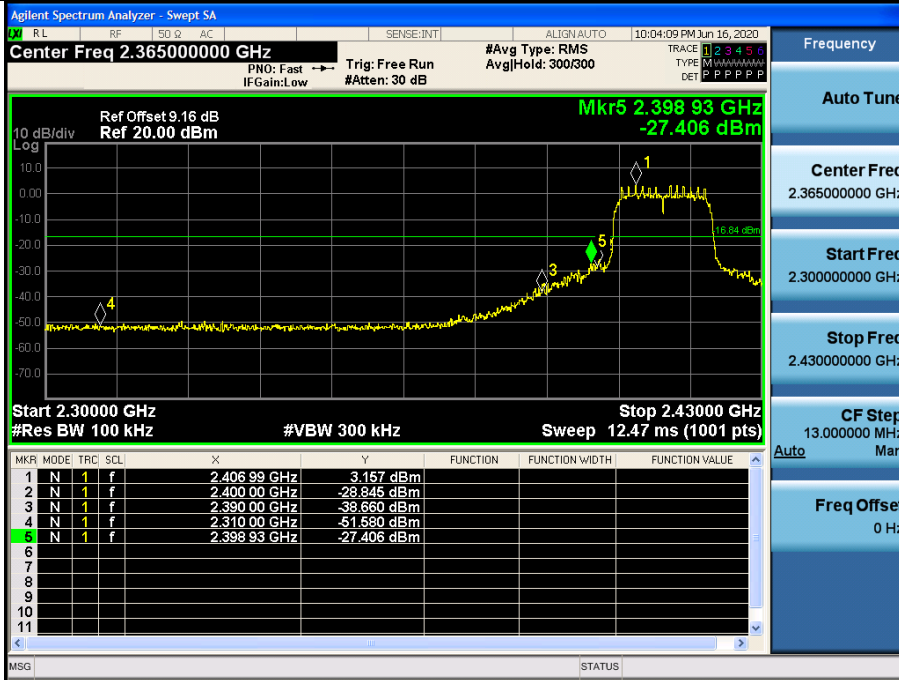 Agilent Spectrum Analyzer - Swept SA
LXI RL RF 50 Ω AC SENSE:INT ALIGN AUTO 10:04:09 PM Jun 16, 2020
Center Freq 2.365000000 GHz
PNO: Fast
IFGain:Low
Trig: Free Run
#Atten: 30 dB
#Avg Type: RMS
Avg|Hold: 300/300
TRACE 1 2 3 4 5 6
TYPE M WWWWW
DET P P P P P P
Ref Offset 9.16 dB
10 dB/div Ref 20.00 dBm
Log
Mkr5 2.398 93 GHz
-27.406 dBm
10.0
0.00
-10.0
-20.0
-30.0
-40.0
-50.0
-60.0
-70.0
1
-16.84 dBm
5
3
4
Start 2.30000 GHz Stop 2.43000 GHz
#Res BW 100 kHz #VBW 300 kHz Sweep 12.47 ms (1001 pts)
MKR MODE TRC SCL X Y FUNCTION FUNCTION WIDTH FUNCTION VALUE
1 N 1 f 2.406 99 GHz 3.157 dBm
2 N 1 f 2.400 00 GHz -28.845 dBm
3 N 1 f 2.390 00 GHz -38.660 dBm
4 N 1 f 2.310 00 GHz -51.580 dBm
5 N 1 f 2.398 93 GHz -27.406 dBm
6
7
8
9
10
11
MSG STATUS
Frequency
Auto Tune
Center Freq
2.365000000 GHz
Start Freq
2.300000000 GHz
Stop Freq
2.430000000 GHz
CF Step
13.000000 MHz
Auto Man
Freq Offset
0 Hz